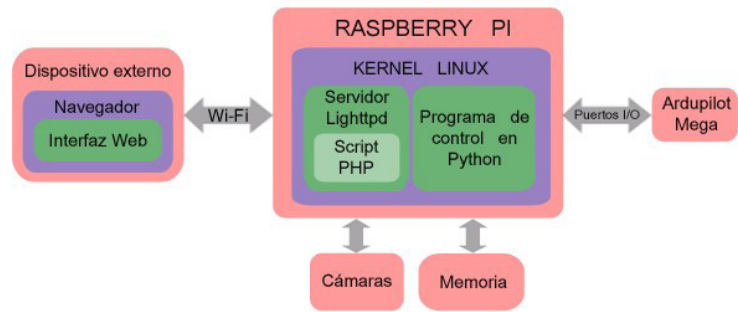 RASPBERRY PI
KERNEL LINUX
Dispositivo externo
Navegador
Interfaz Web
Wi-Fi
Servidor
Lighttpd
Script
PHP
Programa de
control en
Python
Puertos I/O
Ardupilot
Mega
Cámaras
Memoria